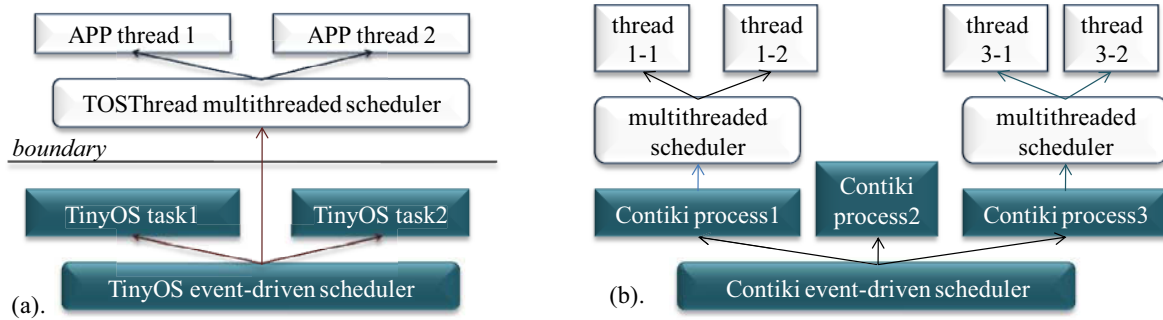 APP thread 1
APP thread 2
TOSThread multithreaded scheduler
boundary
TinyOS task1
TinyOS task2
TinyOS event-driven scheduler
(a).
thread
1-1
thread
1-2
thread
3-1
thread
3-2
multithreaded
scheduler
multithreaded
scheduler
Contiki process1
Contiki
process2
Contiki process3
Contiki event-driven scheduler
(b).